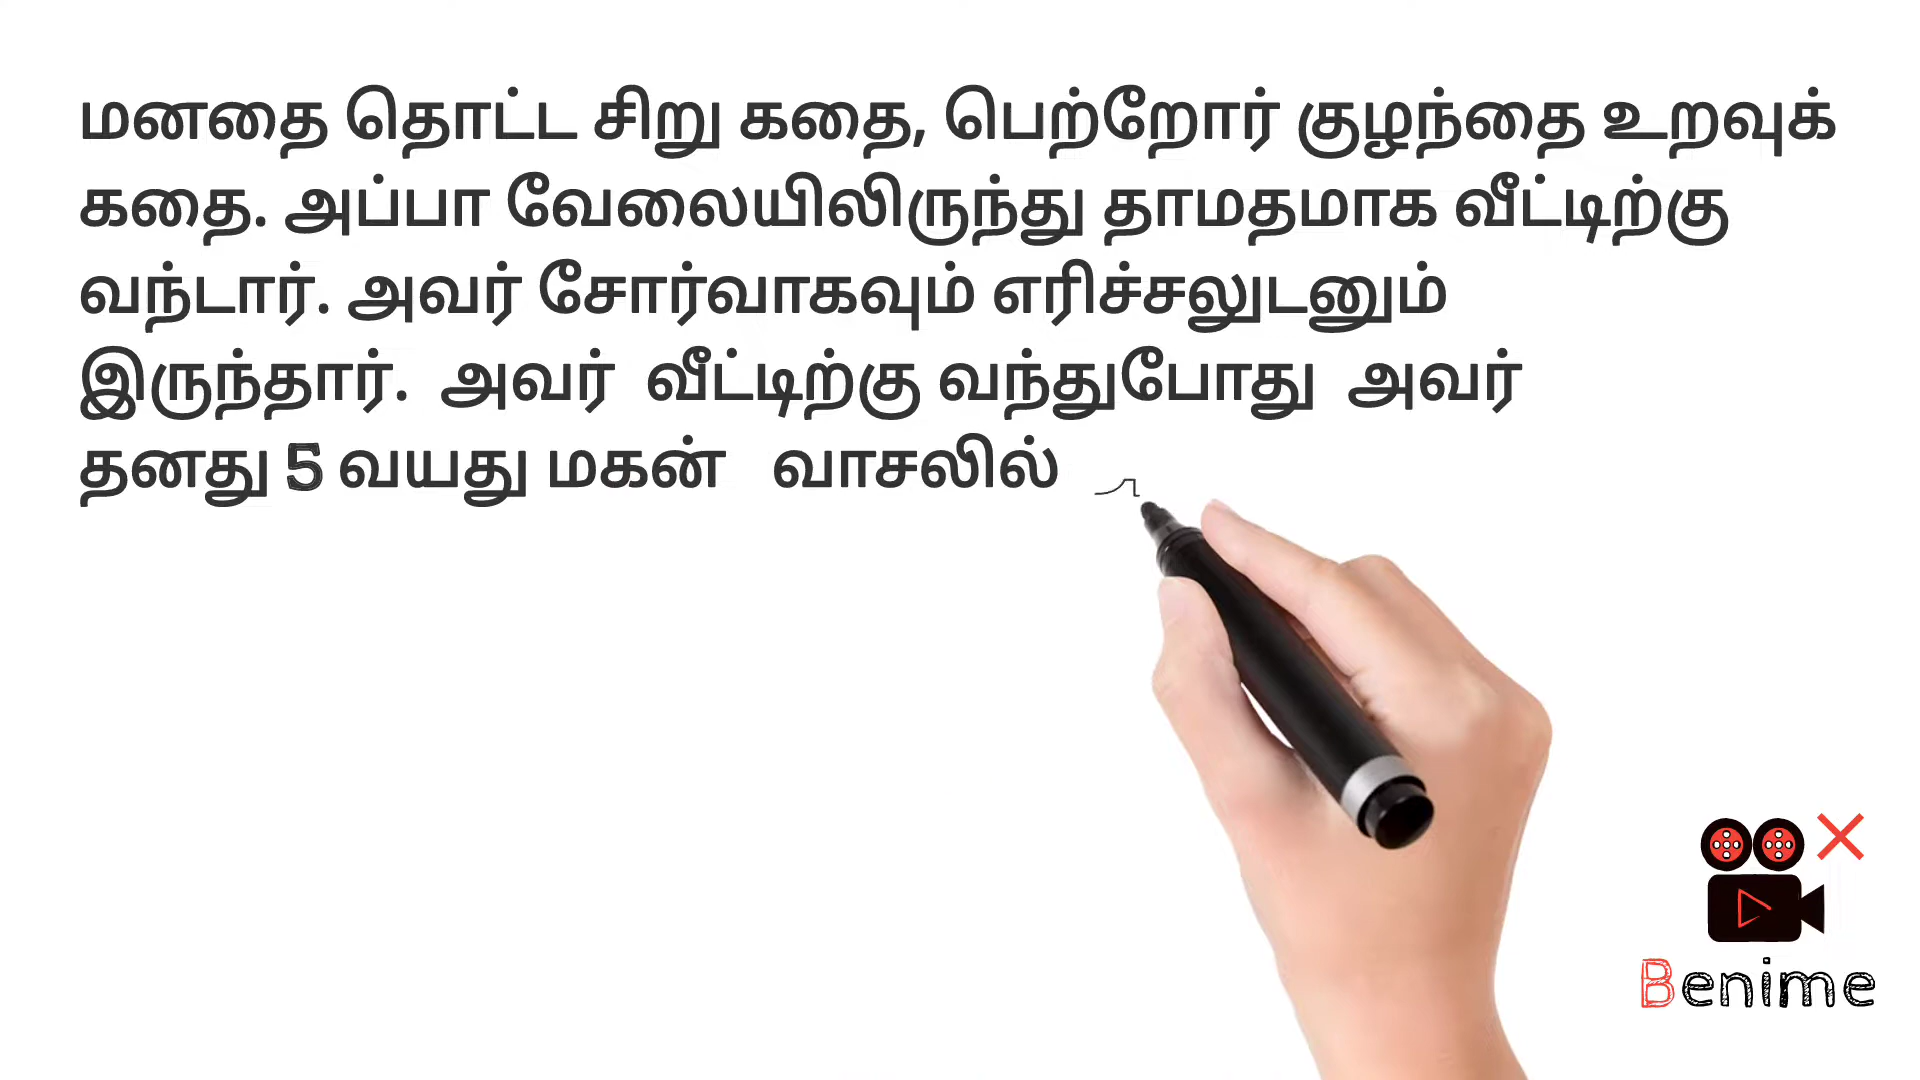 மனதை தொட்ட சிறு கதை, பெற்றோர் குழந்தை உறவுக்
கதை. அப்பா வேலையிலிருந்து தாமதமாக வீட்டிற்கு
வந்டார். அவர் சோர்வாகவும் எரிச்சலுடனும்
இருந்தார். அவர் வீட்டிற்கு வந்துபோது அவர்
தனது 5 வயது மகன் வாசலில்
Benime